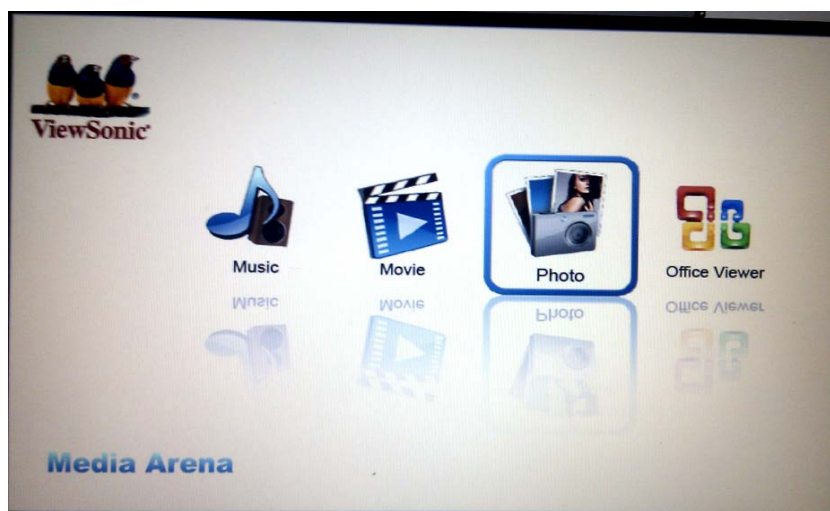 ViewSonic®
Music
Movie
Photo
Office Viewer
Music
Movie
Photo
Office Viewer
Media Arena